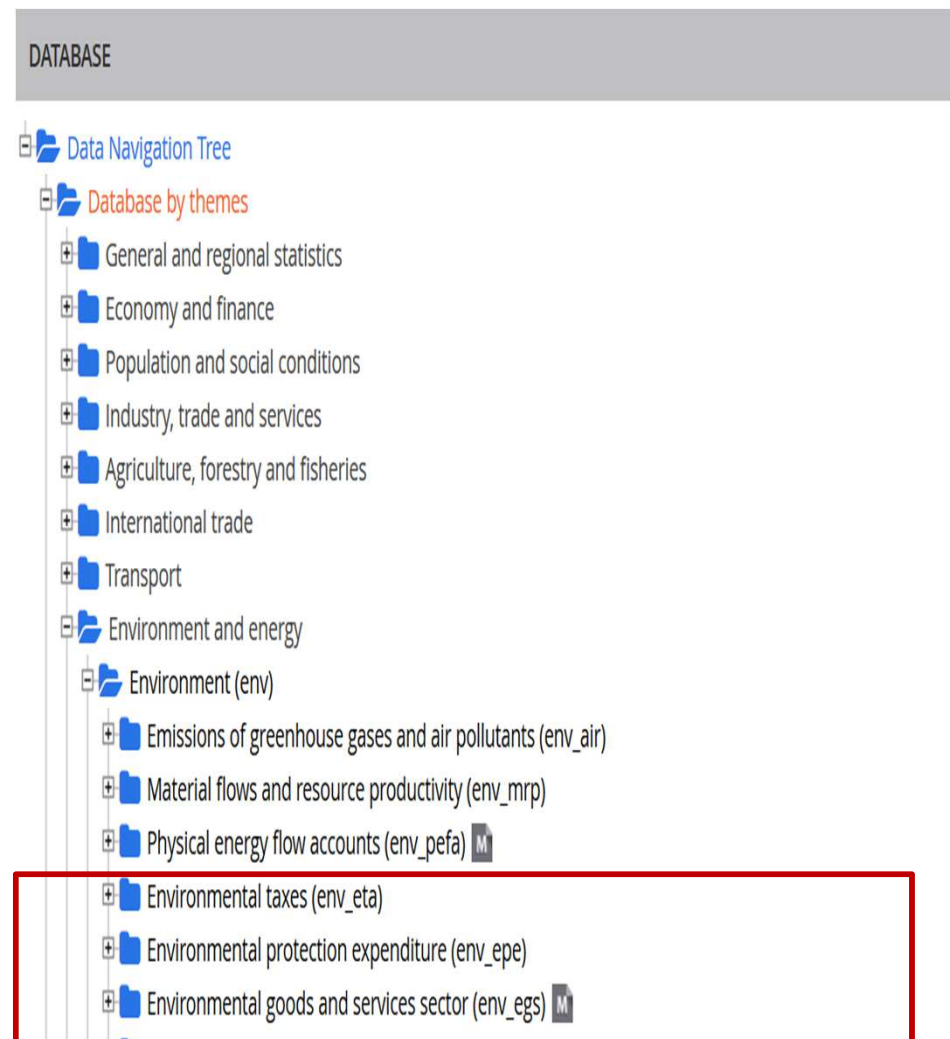 DATABASE
Data Navigation Tree
Database by themes
General and regional statistics
Economy and finance
Population and social conditions
Industry, trade and services
Agriculture, forestry and fisheries
International trade
Transport
Environment and energy
Environment (env)
Emissions of greenhouse gases and air pollutants (env_air)
Material flows and resource productivity (env_mrp)
Physical energy flow accounts (env_pefa) M
Environmental taxes (env_eta)
Environmental protection expenditure (env_epe)
Environmental goods and services sector (env_egs) M